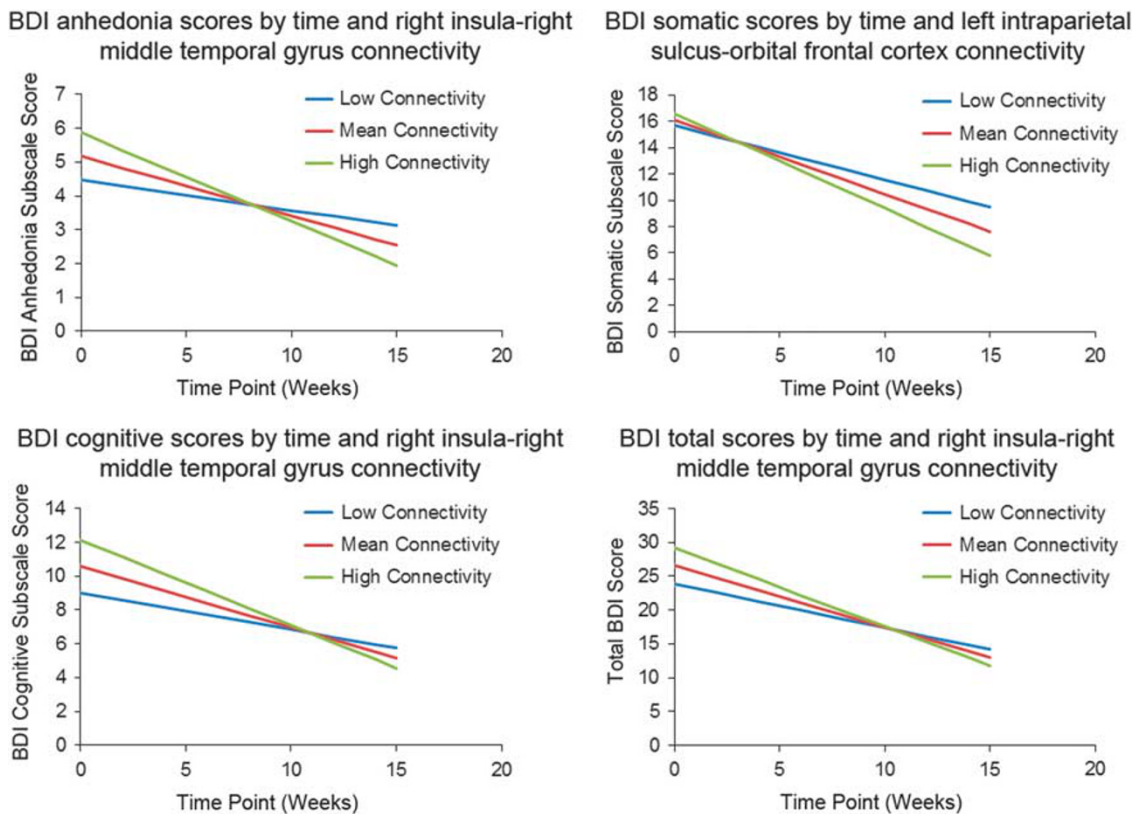 BDI anhedonia scores by time and right insula-right
middle temporal gyrus connectivity
BDI Anhedonia Subscale Score
7
6
5
4
3
2
1
0
Low Connectivity
Mean Connectivity
High Connectivity
0 5 10 15 20
Time Point (Weeks)
BDI somatic scores by time and left intraparietal
sulcus-orbital frontal cortex connectivity
BDI Somatic Subscale Score
18
16
14
12
10
8
6
4
2
0
Low Connectivity
Mean Connectivity
High Connectivity
0 5 10 15 20
Time Point (Weeks)
BDI cognitive scores by time and right insula-right
middle temporal gyrus connectivity
BDI Cognitive Subscale Score
14
12
10
8
6
4
2
0
Low Connectivity
Mean Connectivity
High Connectivity
0 5 10 15 20
Time Point (Weeks)
BDI total scores by time and right insula-right
middle temporal gyrus connectivity
Total BDI Score
35
30
25
20
15
10
5
0
Low Connectivity
Mean Connectivity
High Connectivity
0 5 10 15 20
Time Point (Weeks)